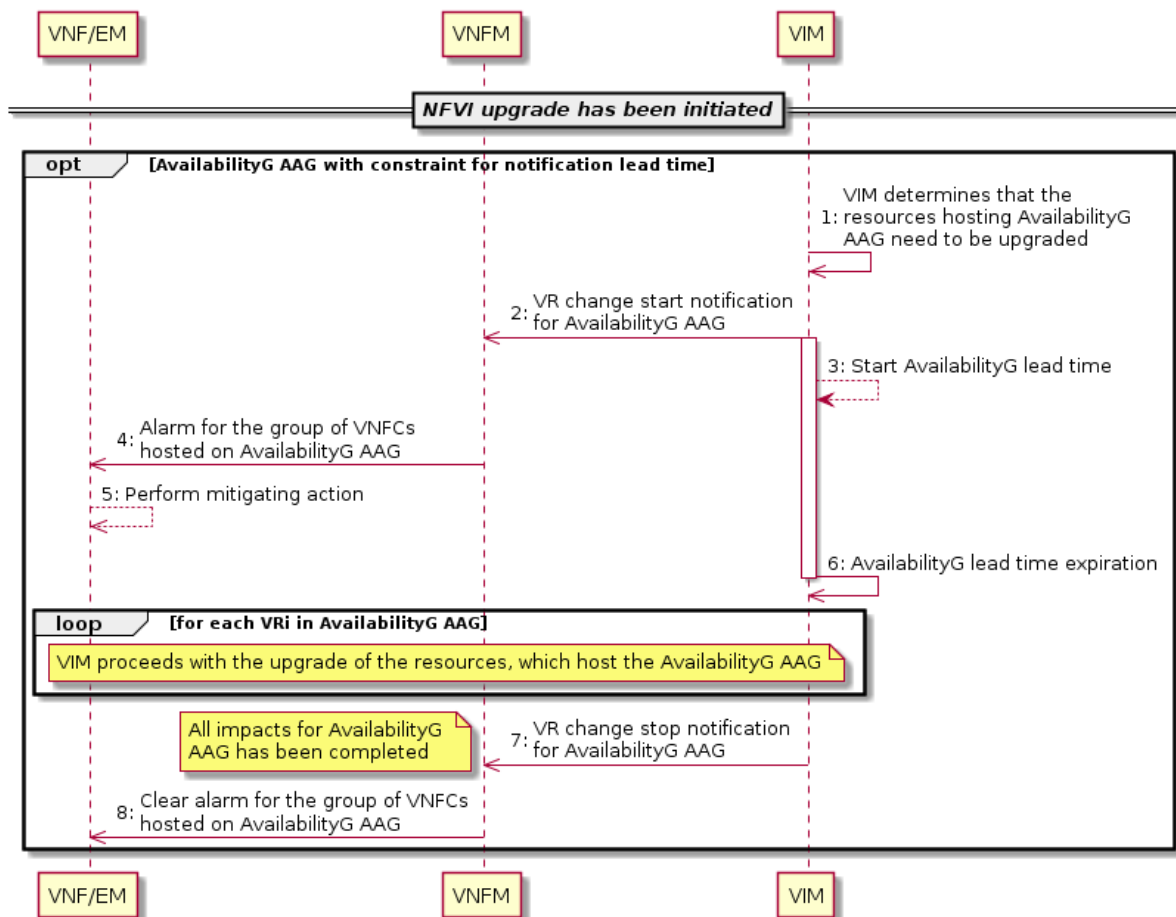 VNF/EM
VNFM
VIM
NFVI upgrade has been initiated
opt
[AvailabilityG AAG with constraint for notification lead time]
VIM determines that the
1: resources hosting AvailabilityG
AAG need to be upgraded
2: VR change start notification
for AvailabilityG AAG
3: Start AvailabilityG lead time
4: Alarm for the group of VNFCs
hosted on AvailabilityG AAG
5: Perform mitigating action
6: AvailabilityG lead time expiration
loop
[for each VRi in AvailabilityG AAG]
VIM proceeds with the upgrade of the resources, which host the AvailabilityG AAG
All impacts for AvailabilityG
AAG has been completed
7: VR change stop notification
for AvailabilityG AAG
8: Clear alarm for the group of VNFCs
hosted on AvailabilityG AAG
VNF/EM
VNFM
VIM